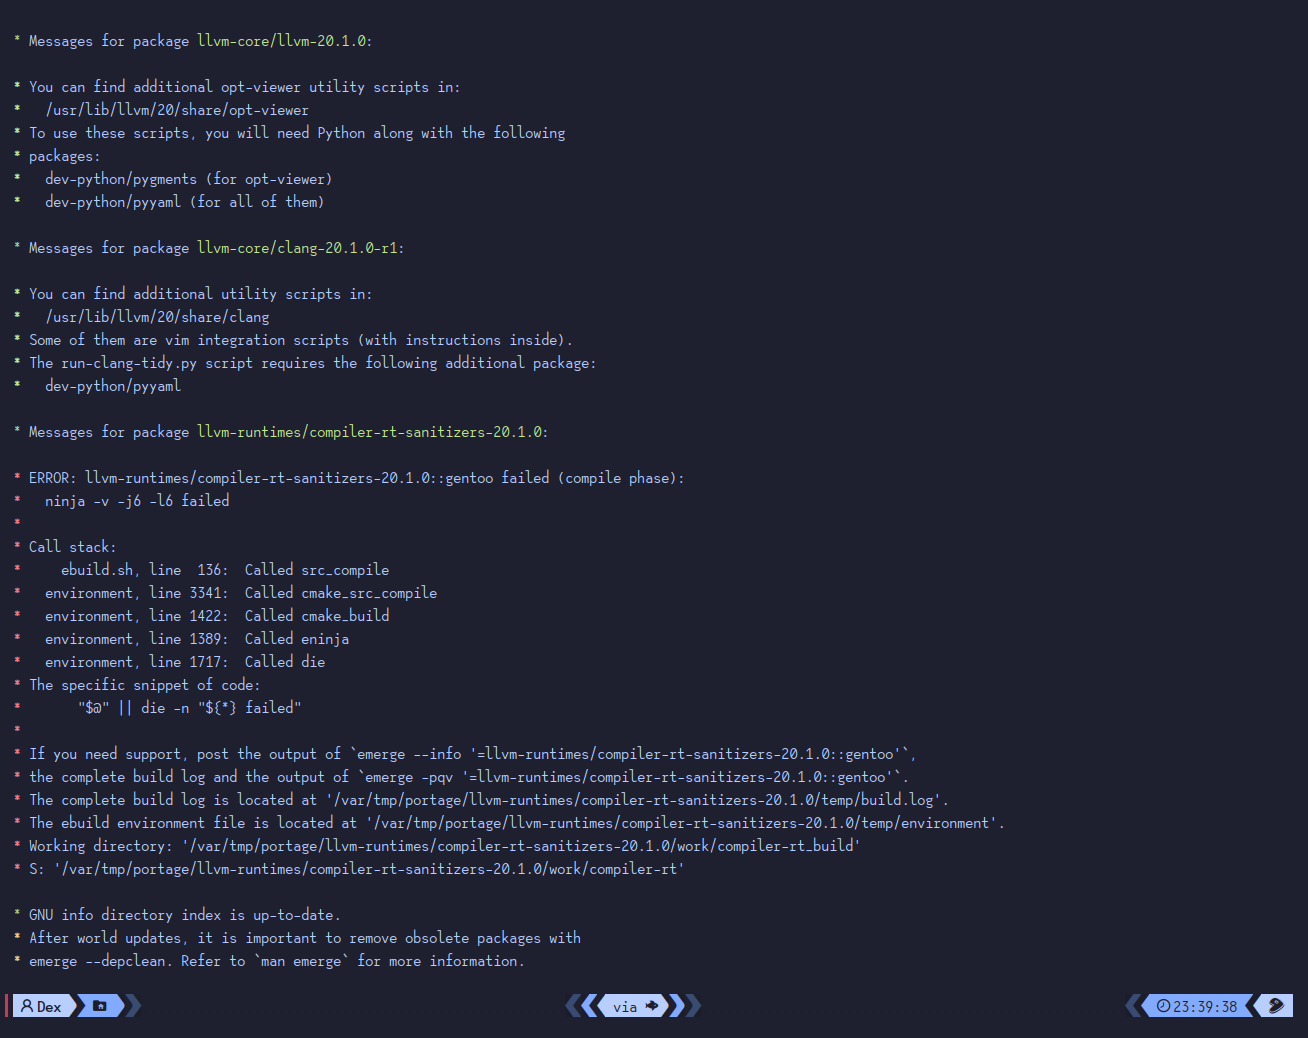 * Messages for package llvm-core/llvm-20.1.0:
* You can find additional opt-viewer utility scripts in:
*   /usr/lib/llvm/20/share/opt-viewer
* To use these scripts, you will need Python along with the following
* packages:
*   dev-python/pygments (for opt-viewer)
*   dev-python/pyyaml (for all of them)
* Messages for package llvm-core/clang-20.1.0-r1:
* You can find additional utility scripts in:
*   /usr/lib/llvm/20/share/clang
* Some of them are vim integration scripts (with instructions inside).
* The run-clang-tidy.py script requires the following additional package:
*   dev-python/pyyaml
* Messages for package llvm-runtimes/compiler-rt-sanitizers-20.1.0:
* ERROR: llvm-runtimes/compiler-rt-sanitizers-20.1.0::gentoo failed (compile phase):
*   ninja -v -j6 -l6 failed
*
* Call stack:
*     ebuild.sh, line  136:  Called src_compile
*   environment, line 3341:  Called cmake_src_compile
*   environment, line 1422:  Called cmake_build
*   environment, line 1389:  Called eninja
*   environment, line 1717:  Called die
* The specific snippet of code:
*       "$@" || die -n "${*} failed"
*
* If you need support, post the output of `emerge --info '=llvm-runtimes/compiler-rt-sanitizers-20.1.0::gentoo'`,
* the complete build log and the output of `emerge -pqv '=llvm-runtimes/compiler-rt-sanitizers-20.1.0::gentoo'`.
* The complete build log is located at '/var/tmp/portage/llvm-runtimes/compiler-rt-sanitizers-20.1.0/temp/build.log'.
* The ebuild environment file is located at '/var/tmp/portage/llvm-runtimes/compiler-rt-sanitizers-20.1.0/temp/environment'.
* Working directory: '/var/tmp/portage/llvm-runtimes/compiler-rt-sanitizers-20.1.0/work/compiler-rt_build'
* S: '/var/tmp/portage/llvm-runtimes/compiler-rt-sanitizers-20.1.0/work/compiler-rt'
* GNU info directory index is up-to-date.
* After world updates, it is important to remove obsolete packages with
* emerge --depclean. Refer to `man emerge` for more information.
Dex via 23:39:38